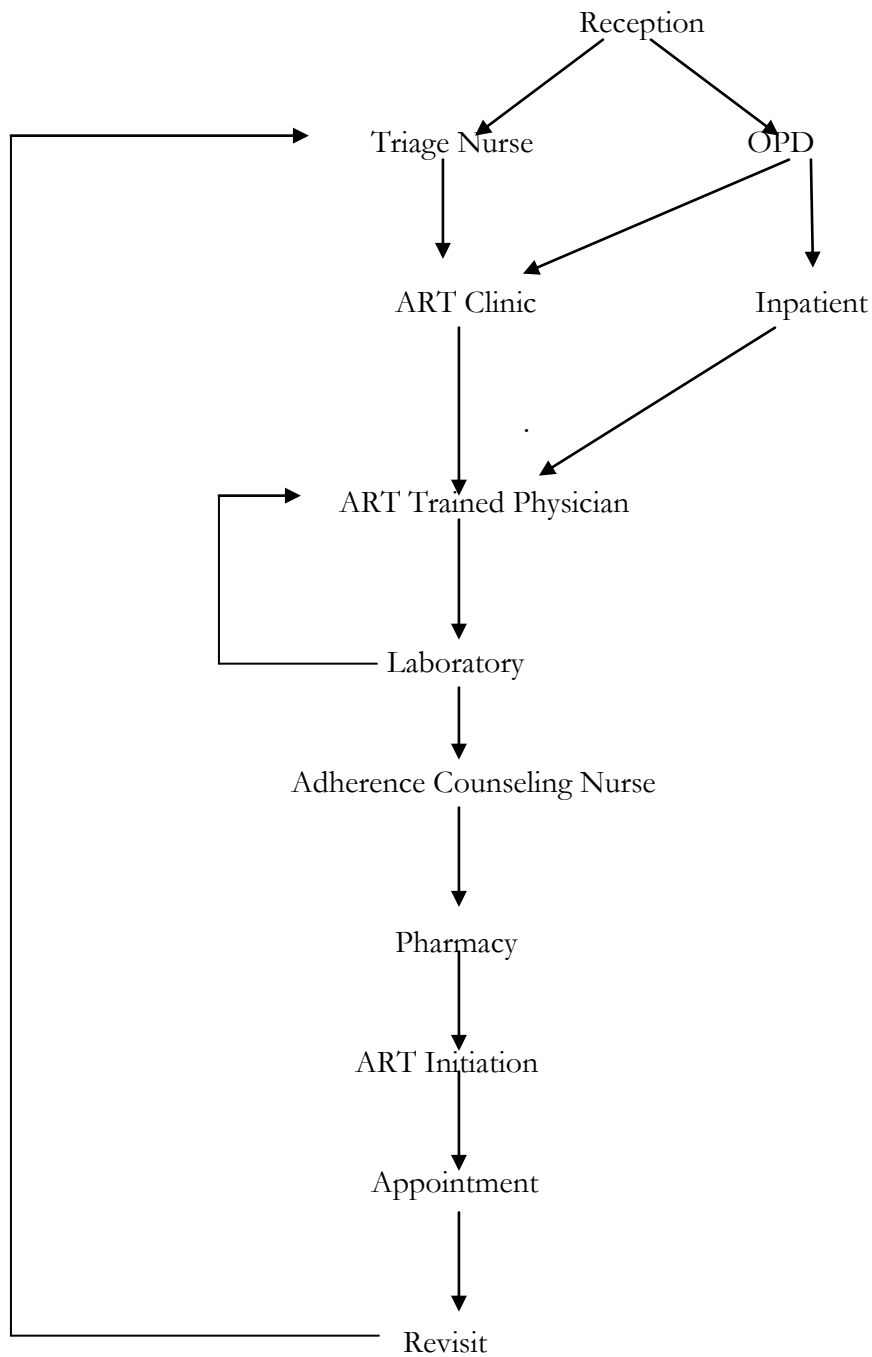 Reception
Triage Nurse OPD
ART Clinic Inpatient
.
ART Trained Physician
Laboratory
Adherence Counseling Nurse
Pharmacy
ART Initiation
Appointment
Revisit